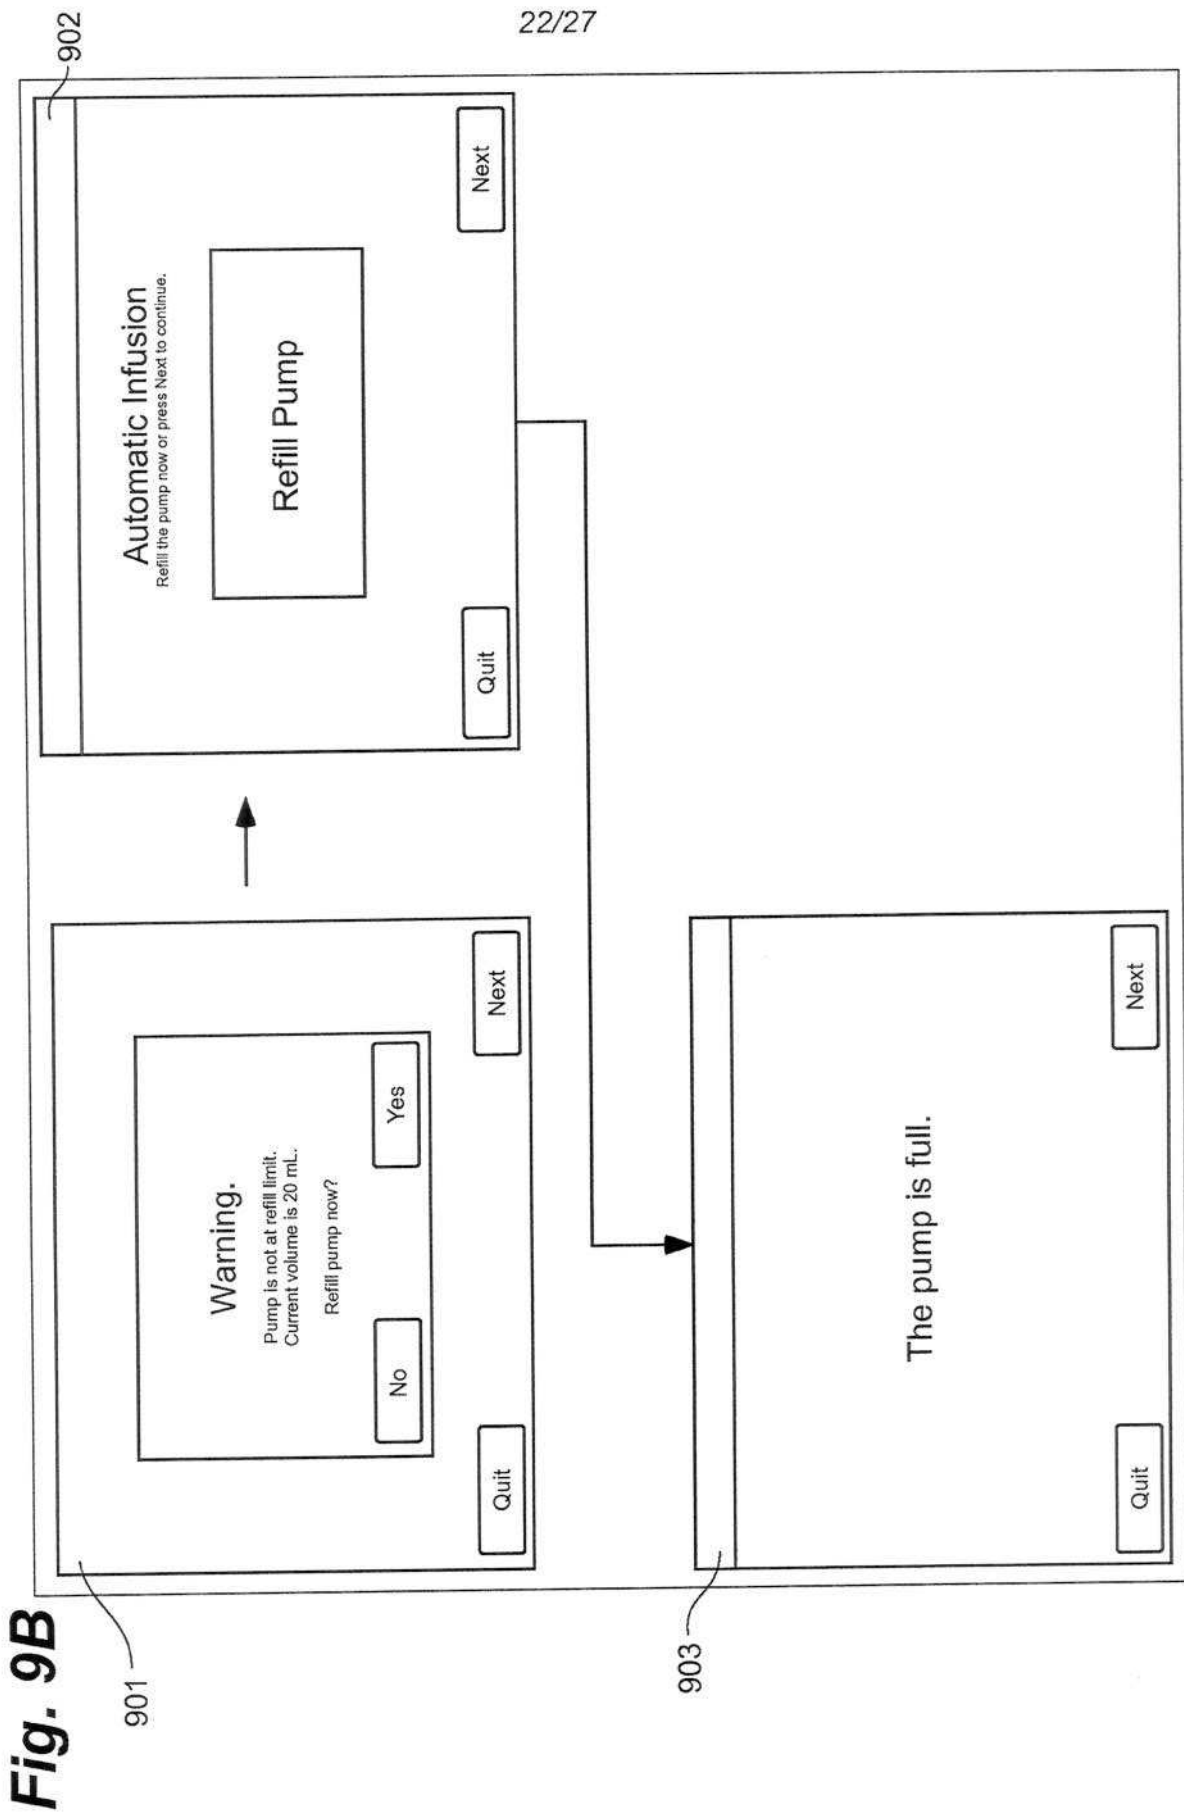 22/27
Fig. 9B
901
Warning.
Pump is not at refill limit.
Current volume is 20 mL.
Refill pump now?
No
Yes
Quit
Next
902
Automatic Infusion
Refill the pump now or press Next to continue.
Refill Pump
Quit
Next
903
The pump is full.
Quit
Next